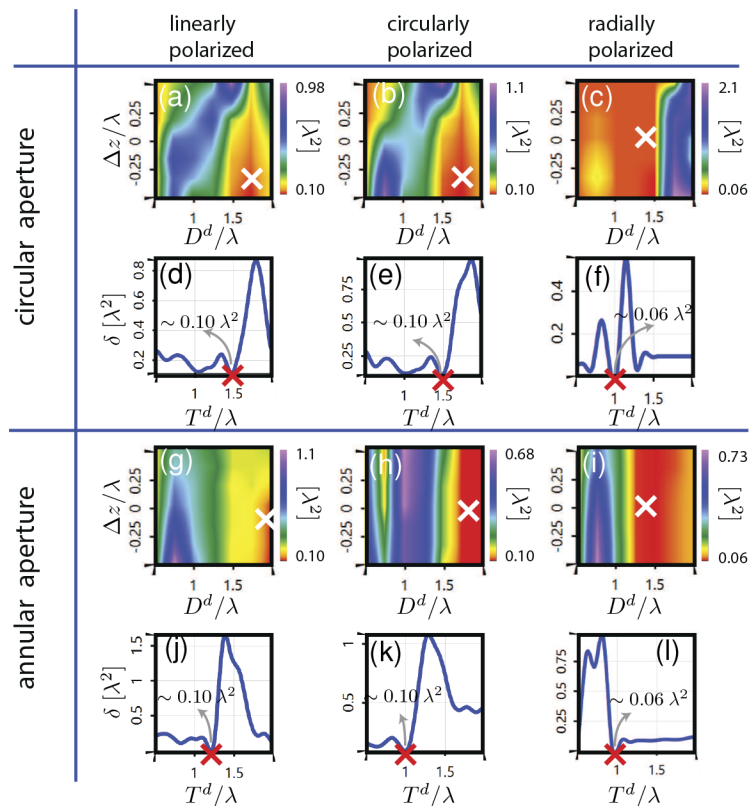 linearly polarized
circularly polarized
radially polarized
circular aperture
(a)
Δz/λ
0.25
0
-0.25
1
1.5
D^d/λ
0.98
[λ²]
0.10
(b)
0.25
0
-0.25
1
1.5
D^d/λ
1.1
[λ²]
0.10
(c)
0.25
0
-0.25
1
1.5
D^d/λ
2.1
[λ²]
0.06
(d)
δ [λ²]
0.8
0.6
0.4
0.2
∼ 0.10 λ²
1
1.5
T^d/λ
(e)
0.75
0.5
0.25
∼ 0.10 λ²
1
1.5
T^d/λ
(f)
0.4
0.2
∼ 0.06 λ²
1
1.5
T^d/λ
annular aperture
(g)
Δz/λ
0.25
0
-0.25
1
1.5
D^d/λ
1.1
[λ²]
0.10
(h)
0.25
0
-0.25
1
1.5
D^d/λ
0.68
[λ²]
0.10
(i)
0.25
0
-0.25
1
1.5
D^d/λ
0.73
[λ²]
0.06
(j)
δ [λ²]
1.5
1
0.5
∼ 0.10 λ²
1
1.5
T^d/λ
(k)
1
0.5
∼ 0.10 λ²
1
1.5
T^d/λ
(l)
0.75
0.5
0.25
∼ 0.06 λ²
1
1.5
T^d/λ